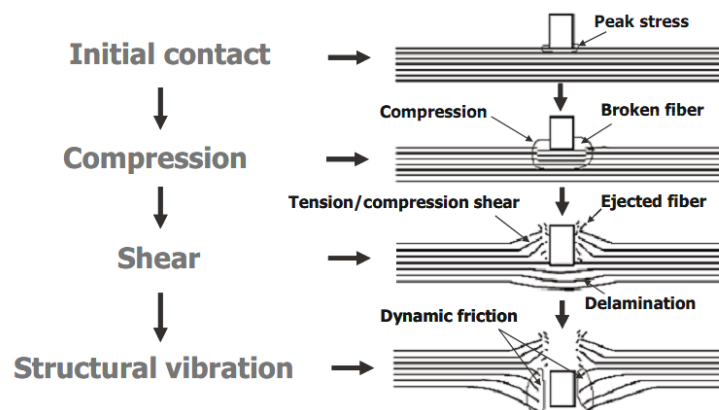 Peak stress
Initial contact
Compression
Broken fiber
Compression
Tension/compression shear
Ejected fiber
Shear
Delamination
Dynamic friction
Structural vibration